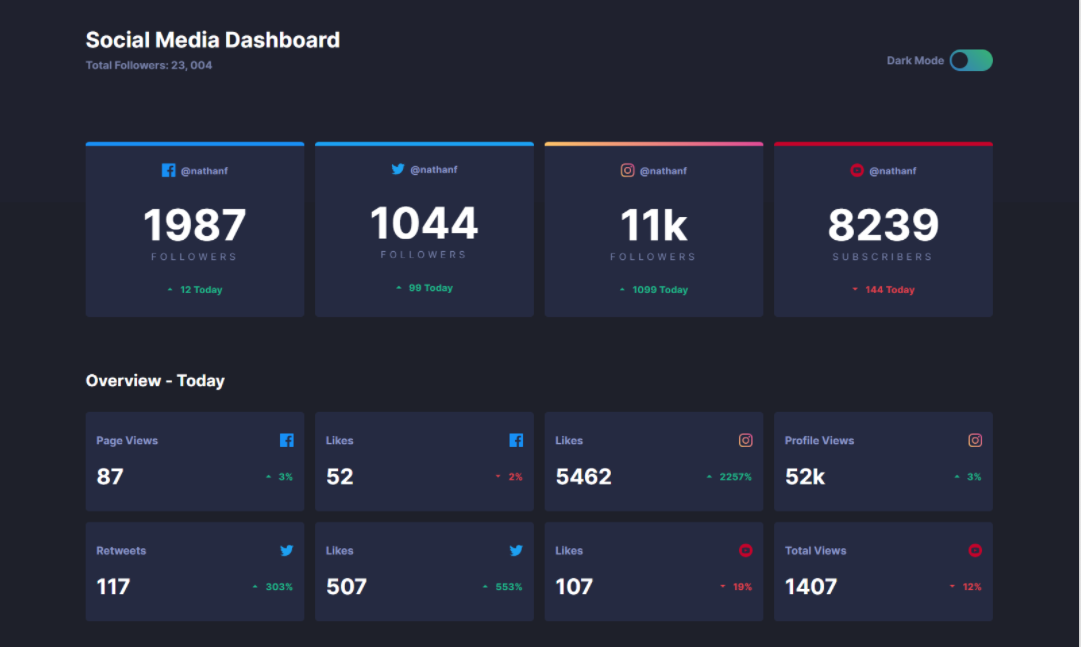 Social Media Dashboard
Total Followers: 23, 004
Dark Mode
@nathanf
1987
FOLLOWERS
12 Today
@nathanf
1044
FOLLOWERS
99 Today
@nathanf
11k
FOLLOWERS
1099 Today
@nathanf
8239
SUBSCRIBERS
144 Today
Overview - Today
Page Views
87
3%
Likes
52
2%
Likes
5462
2257%
Profile Views
52k
3%
Retweets
117
303%
Likes
507
553%
Likes
107
19%
Total Views
1407
12%